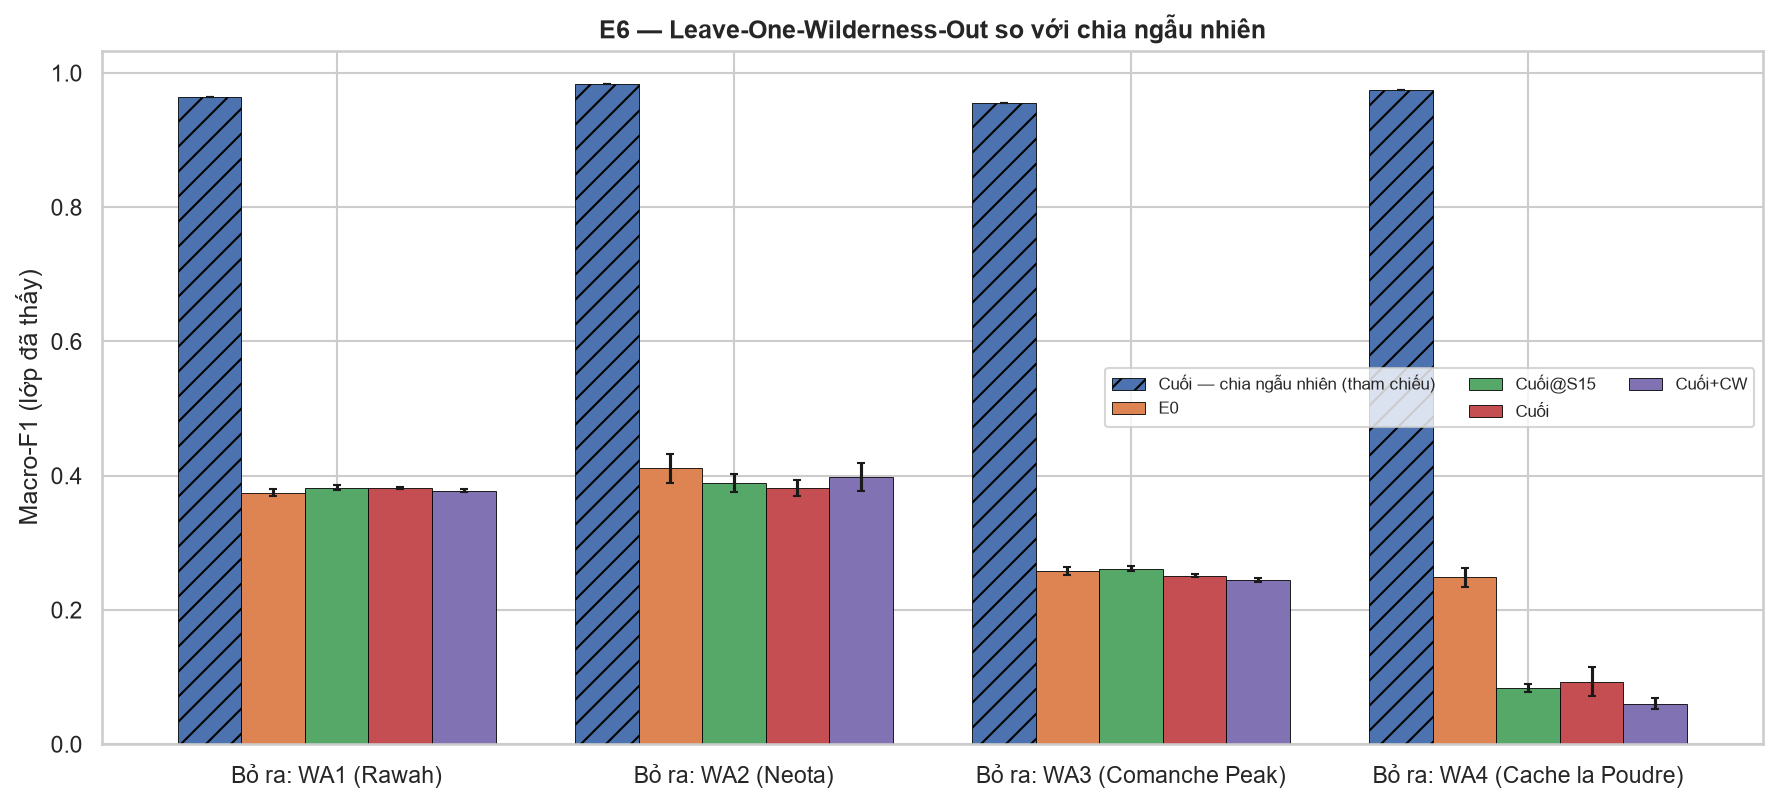 E6 — Leave-One-Wilderness-Out so với chia ngẫu nhiên
Macro-F1 (lớp đã thấy)
1.0
0.8
0.6
0.4
0.2
0.0
Cuối — chia ngẫu nhiên (tham chiếu)
E0
Cuối@S15
Cuối
Cuối+CW
Bỏ ra: WA1 (Rawah)
Bỏ ra: WA2 (Neota)
Bỏ ra: WA3 (Comanche Peak)
Bỏ ra: WA4 (Cache la Poudre)